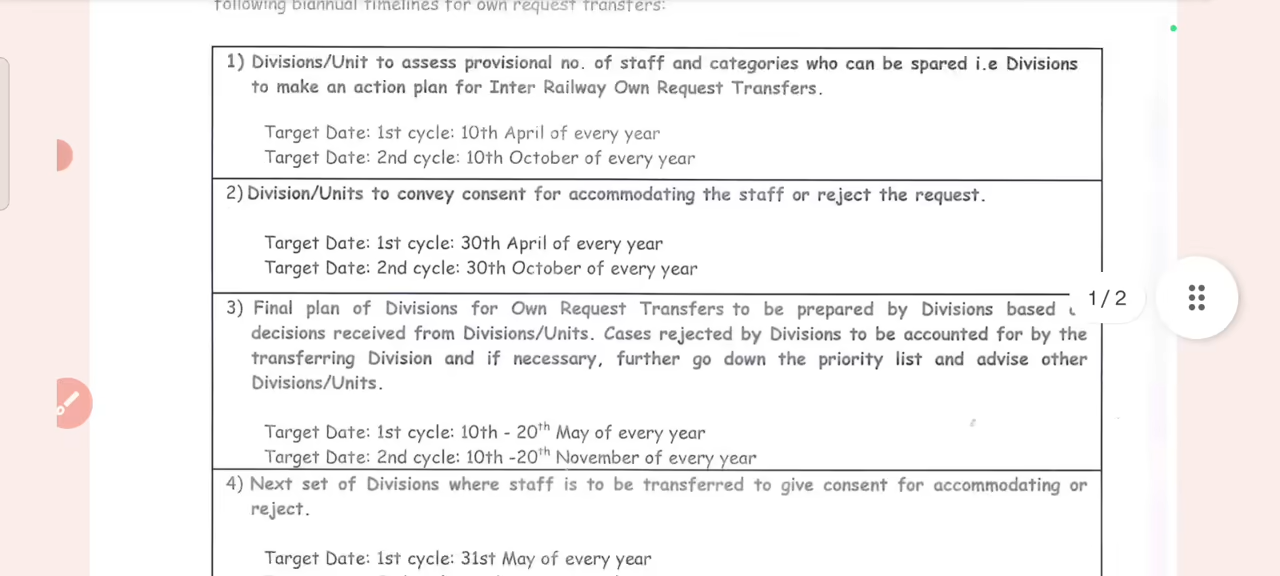 following biannual timelines for own request transfers:
1) Divisions/Unit to assess provisional no. of staff and categories who can be spared i.e Divisions
to make an action plan for Inter Railway Own Request Transfers.
Target Date: 1st cycle: 10th April of every year
Target Date: 2nd cycle: 10th October of every year
2) Division/Units to convey consent for accommodating the staff or reject the request.
Target Date: 1st cycle: 30th April of every year
Target Date: 2nd cycle: 30th October of every year
3) Final plan of Divisions for Own Request Transfers to be prepared by Divisions based
decisions received from Divisions/Units. Cases rejected by Divisions to be accounted for by the
transferring Division and if necessary, further go down the priority list and advise other
Divisions/Units.
Target Date: 1st cycle: 10th - 20th May of every year
Target Date: 2nd cycle: 10th -20th November of every year
4) Next set of Divisions where staff is to be transferred to give consent for accommodating or
reject.
Target Date: 1st cycle: 31st May of every year
1/2